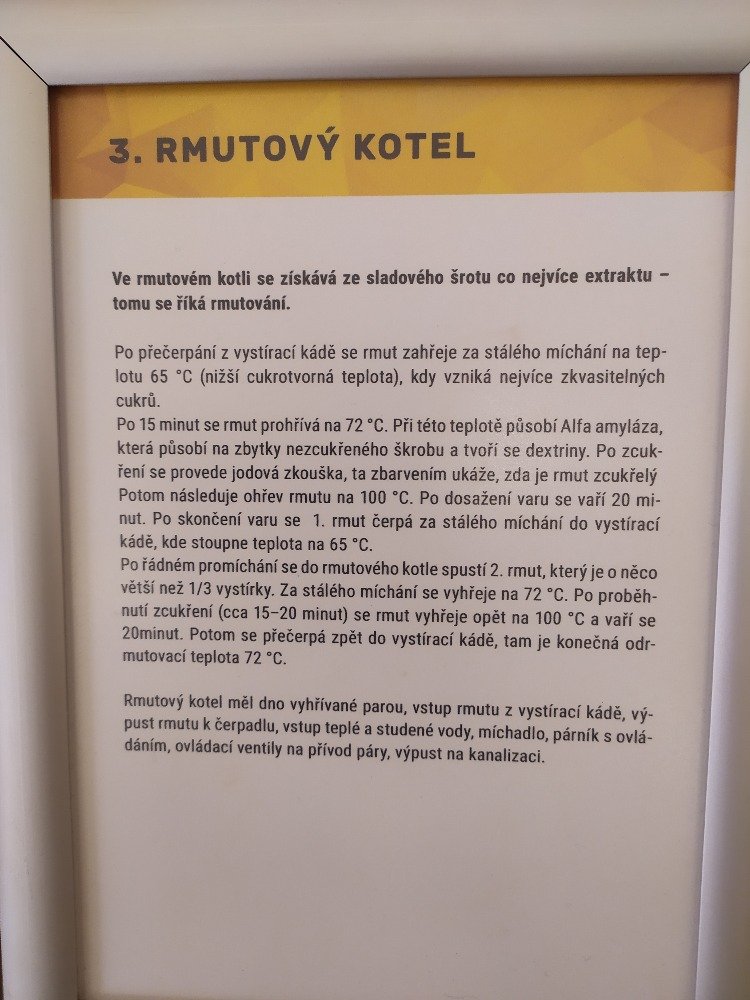 3. RMUTOVÝ KOTEL
Ve rmutovém kotli se získává ze sladového šrotu co nejvíce extraktu –
tomu se říká rmutování.
Po přečerpání z vystírací kádě se rmut zahřeje za stálého míchání na tep-
lotu 65 °C (nižší cukrotvorná teplota), kdy vzniká nejvíce zkvasitelných
cukrů.
Po 15 minut se rmut prohřívá na 72 °C. Při této teplotě působí Alfa amyláza,
která působí na zbytky nezcukřeného škrobu a tvoří se dextriny. Po zcuk-
ření se provede jodová zkouška, ta zbarvením ukáže, zda je rmut zcukřelý
Potom následuje ohřev rmutu na 100 °C. Po dosažení varu se vaří 20 mi-
nut. Po skončení varu se 1. rmut čerpá za stálého míchání do vystírací
kádě, kde stoupne teplota na 65 °C.
Po řádném promíchání se do rmutového kotle spustí 2. rmut, který je o něco
větší než 1/3 vystírky. Za stálého míchání se vyhřeje na 72 °C. Po proběh-
nutí zcukření (cca 15–20 minut) se rmut vyhřeje opět na 100 °C a vaří se
20minut. Potom se přečerpá zpět do vystírací kádě, tam je konečná odr-
mutovací teplota 72 °C.
Rmutový kotel měl dno vyhřívané parou, vstup rmutu z vystírací kádě, vý-
pust rmutu k čerpadlu, vstup teplé a studené vody, míchadlo, párník s ovlá-
dáním, ovládací ventily na přívod páry, výpust na kanalizaci.